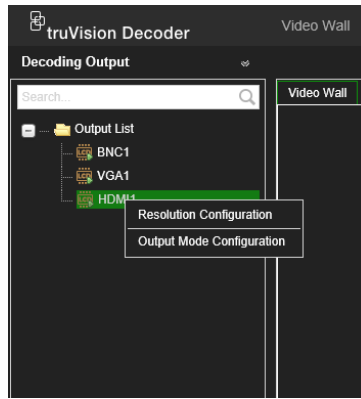 truVision Decoder
Video Wall
Decoding Output
Search...
Video Wall
Output List
BNC1
VGA1
HDMI1
Resolution Configuration
Output Mode Configuration